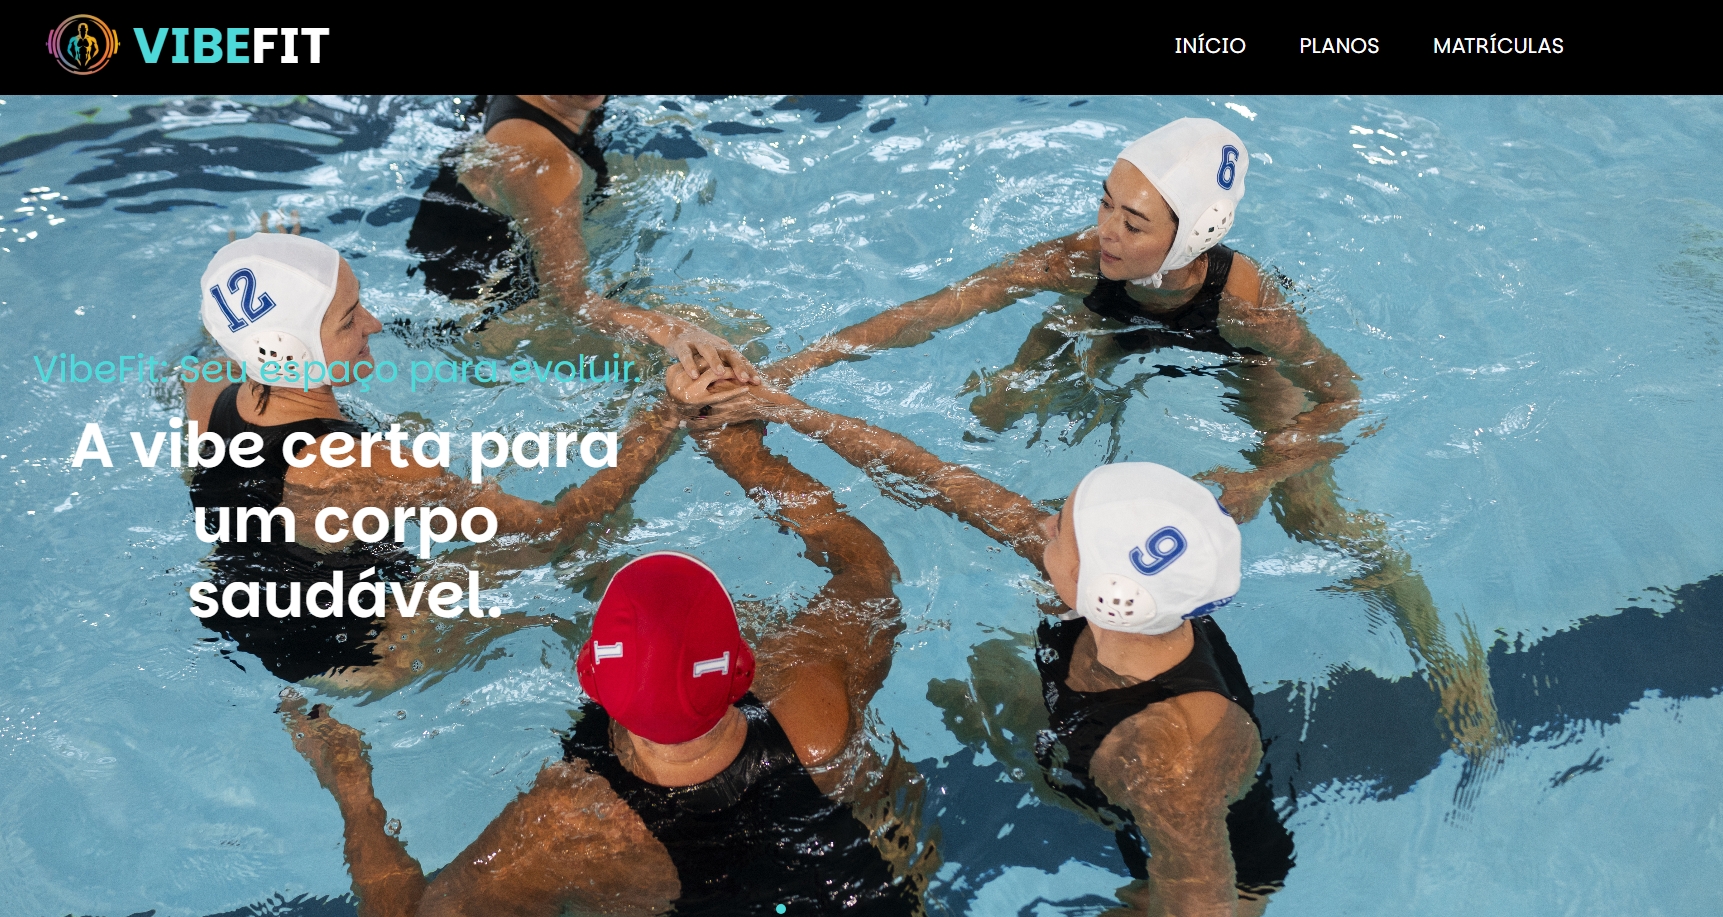 VIBEFIT
INÍCIO PLANOS MATRÍCULAS
6
12
VibeFit: Seu espaço para evoluir.
A vibe certa para
um corpo
saudável.
9
1 1